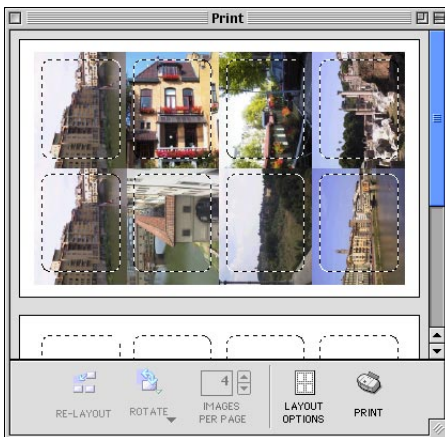 Print
4
RE-LAYOUT
ROTATE
IMAGES
PER PAGE
LAYOUT
OPTIONS
PRINT